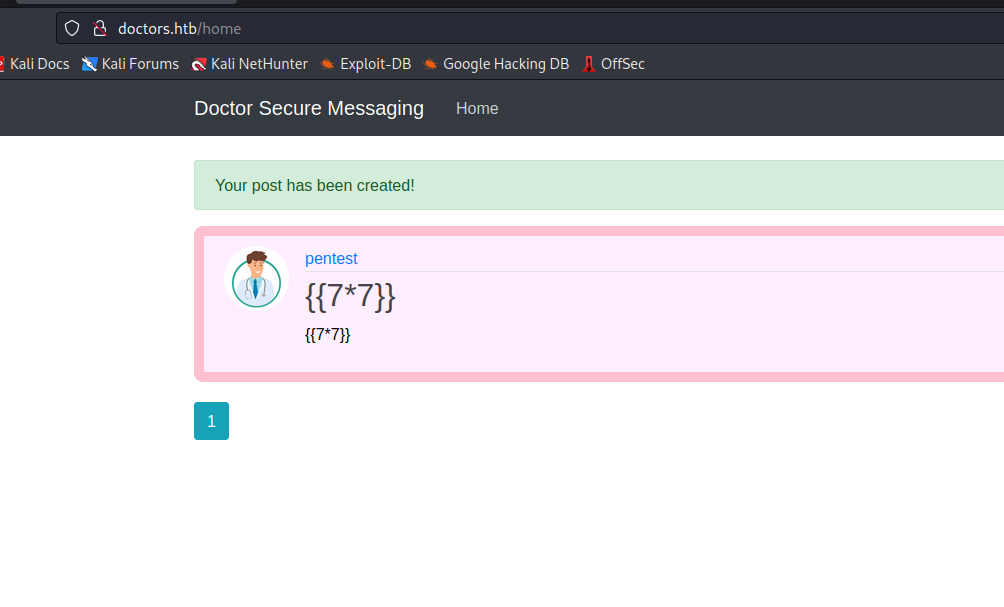 doctors.htb/home
Kali Docs Kali Forums Kali NetHunter Exploit-DB Google Hacking DB OffSec
Doctor Secure Messaging Home
Your post has been created!
pentest
{{7*7}}
{{7*7}}
1